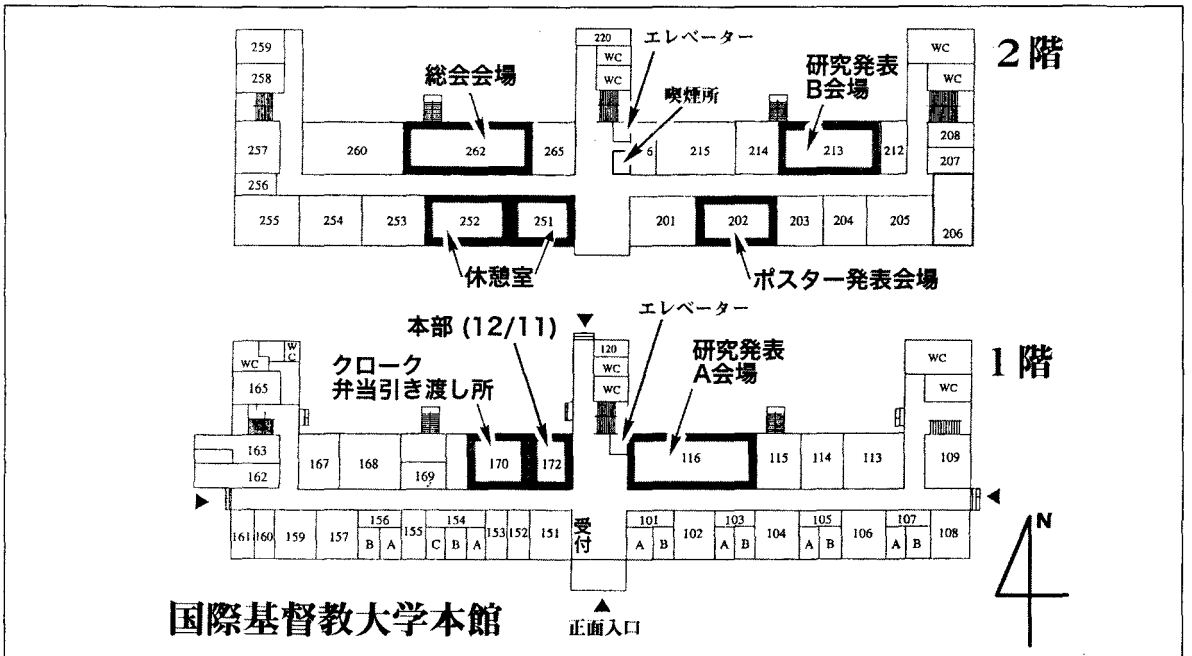 220
エレベーター
259
WC
WC
2階
258
WC
WC
総会会場
研究発表
B会場
喫煙所
257
260
262
265
6
215
214
213
212
208
207
256
255
254
253
252
251
201
202
203
204
205
206
休憩室
ポスター発表会場
エレベーター
本部 (12/11)
WC
WC
120
WC
WC
研究発表
A会場
WC
WC
1階
クローク
弁当引き渡し所
165
163
162
167
168
169
170
172
116
115
114
113
109
161
160
159
157
156
B
A
155
154
C
B
A
153
152
151
受付
101
A
B
102
103
A
B
104
105
A
B
106
107
A
B
108
N
国際基督教大学本館
正面入口